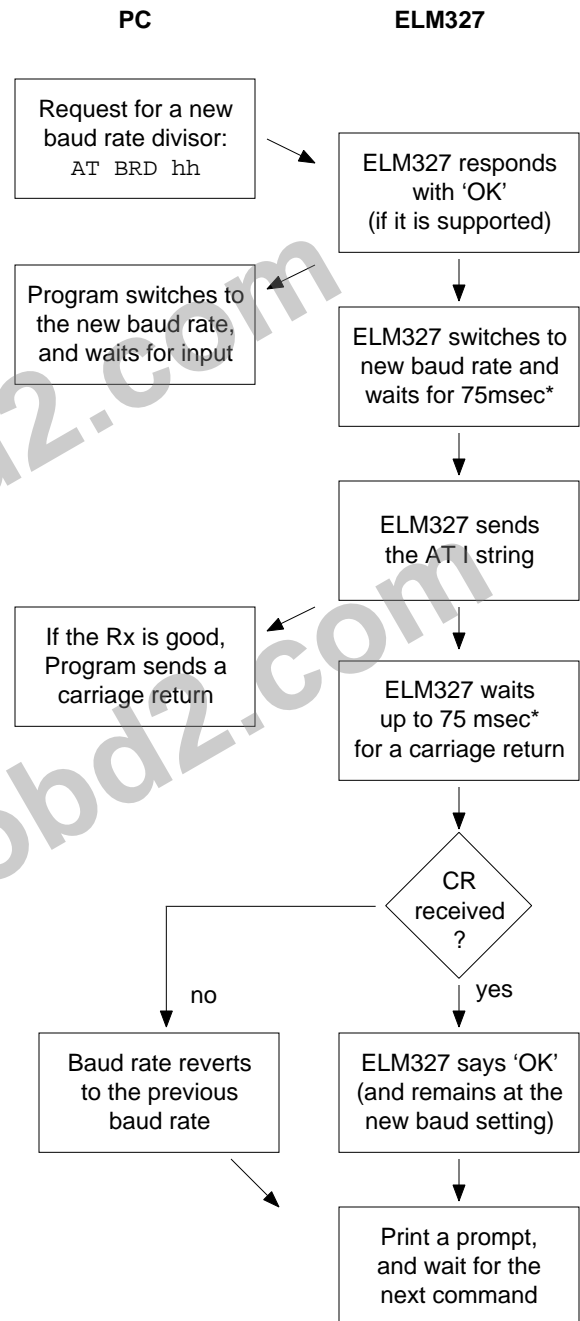 PC
ELM327
Request for a new
baud rate divisor:
AT BRD hh
ELM327 responds
with ‘OK’
(if it is supported)
Program switches to
the new baud rate,
and waits for input
ELM327 switches to
new baud rate and
waits for 75msec*
ELM327 sends
the AT I string
If the Rx is good,
Program sends a
carriage return
ELM327 waits
up to 75 msec*
for a carriage return
CR
received
?
no
yes
Baud rate reverts
to the previous
baud rate
ELM327 says ‘OK’
(and remains at the
new baud setting)
Print a prompt,
and wait for the
next command
d2.com
obd2.com